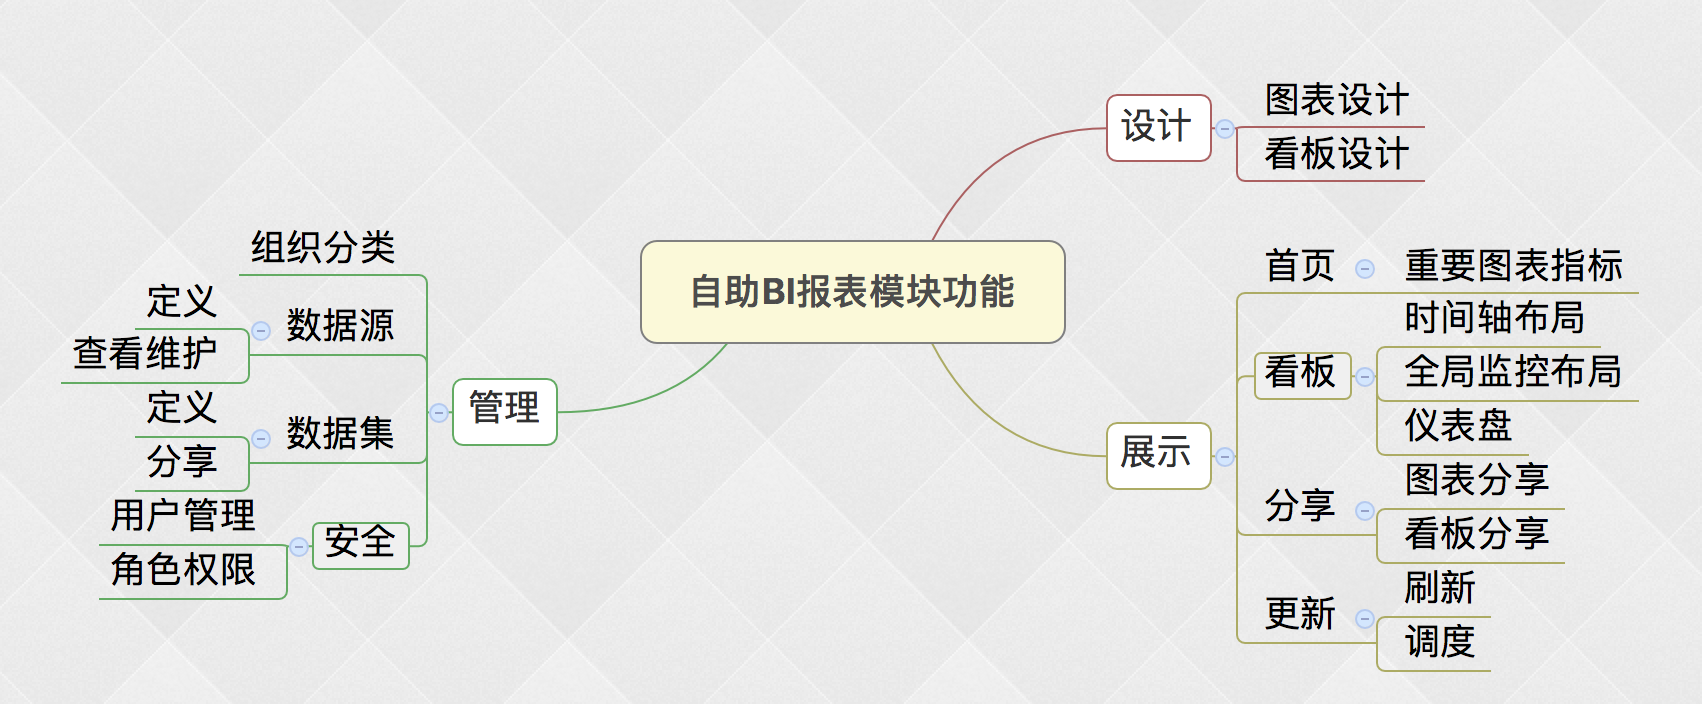 自助BI报表模块功能
设计
图表设计
看板设计
展示
首页
重要图表指标
看板
时间轴布局
全局监控布局
仪表盘
分享
图表分享
看板分享
更新
刷新
调度
管理
组织分类
数据源
定义
查看维护
数据集
定义
分享
安全
用户管理
角色权限